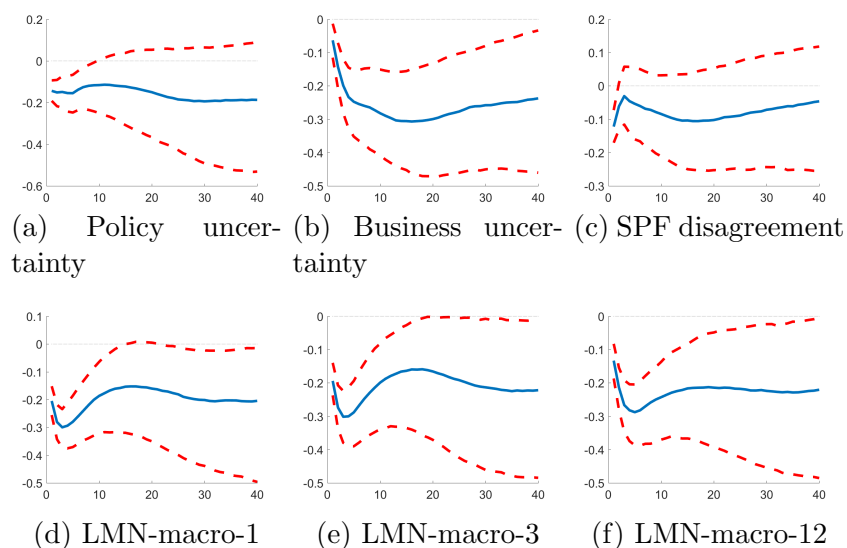 0.2
0
-0.2
-0.4
-0.6
0 10 20 30 40
(a) Policy uncer-
tainty
0
-0.1
-0.2
-0.3
-0.4
-0.5
0 10 20 30 40
(b) Business uncer-
tainty
0.2
0.1
0
-0.1
-0.2
-0.3
0 10 20 30 40
(c) SPF disagreement
0.1
0
-0.1
-0.2
-0.3
-0.4
-0.5
0 10 20 30 40
(d) LMN-macro-1
0.1
0
-0.1
-0.2
-0.3
-0.4
-0.5
0 10 20 30 40
(e) LMN-macro-3
0.1
0
-0.1
-0.2
-0.3
-0.4
-0.5
0 10 20 30 40
(f) LMN-macro-12